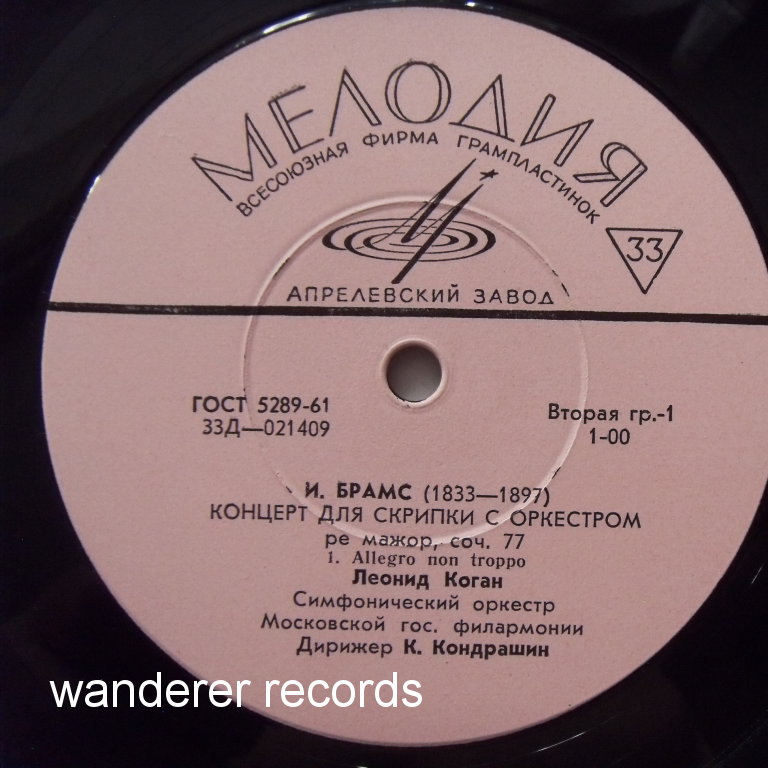 МЕЛОДИЯ
ВСЕСОЮЗНАЯ ФИРМА ГРАМПЛАСТИНОК
33
АПРЕЛЕВСКИЙ ЗАВОД
ГОСТ 5289-61
33Д—021409
Вторая гр.-1
1-00
И. БРАМС (1833—1897)
КОНЦЕРТ ДЛЯ СКРИПКИ С ОРКЕСТРОМ
ре мажор, соч. 77
1. Allegro non troppo
Леонид Коган
Симфонический оркестр
Московской гос. филармонии
Дирижер К. Кондрашин
wanderer records